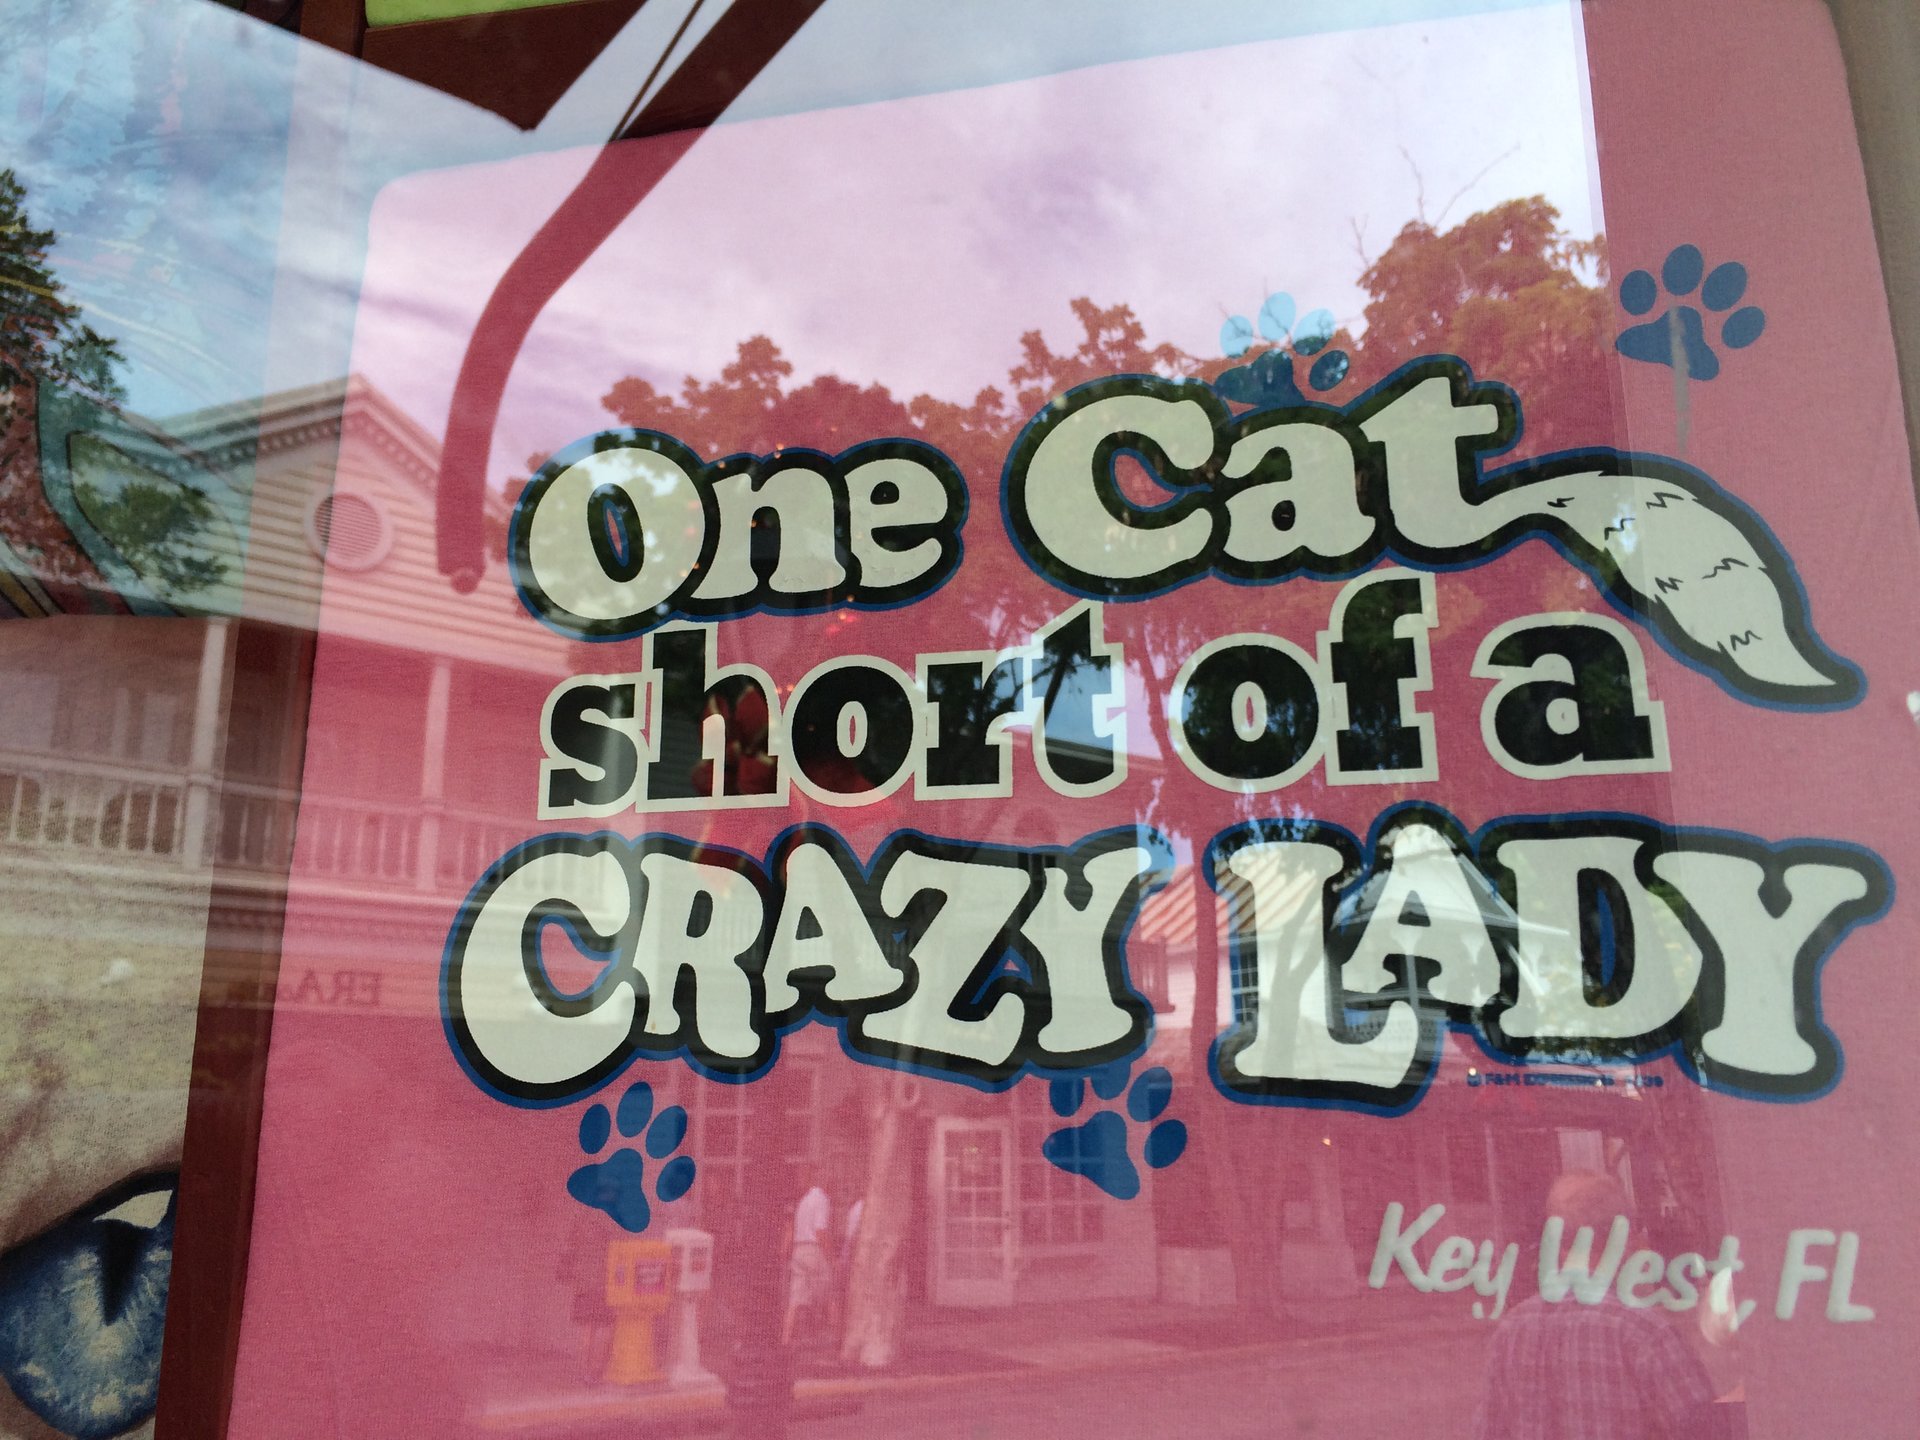 One Cat
short of a
CRAZY LADY
Key West, FL